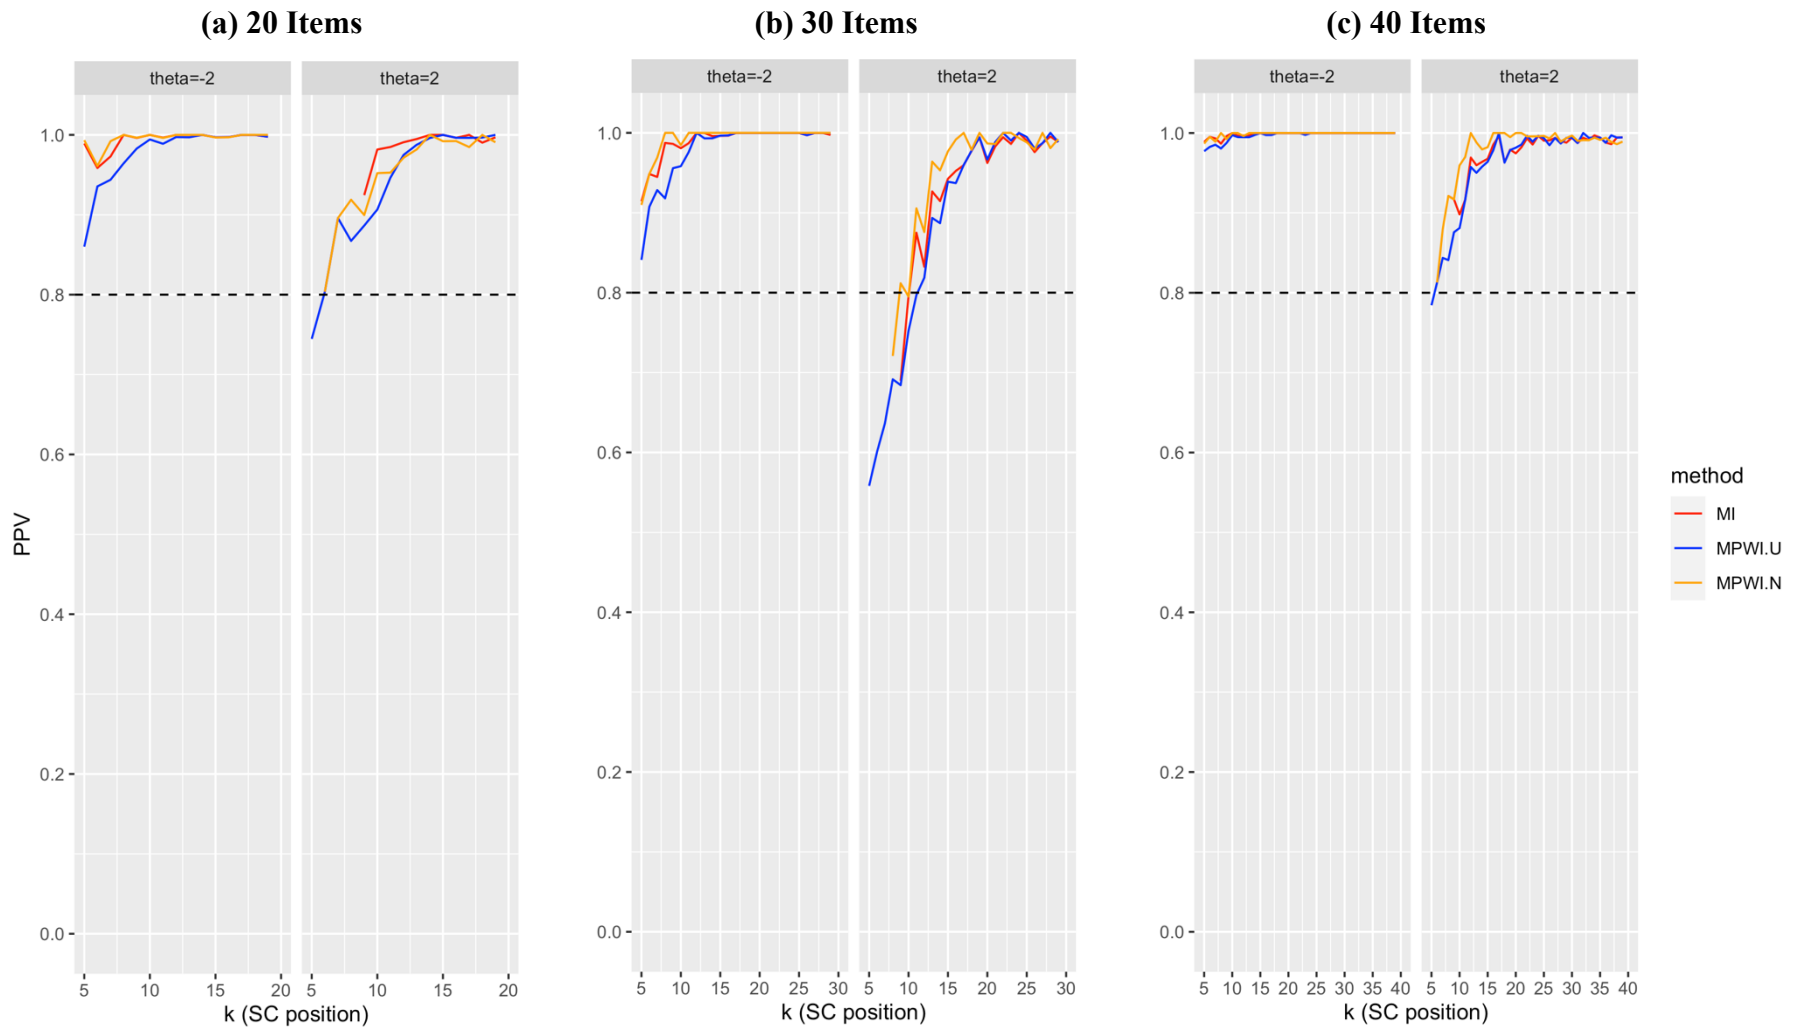 (a) 20 Items
(b) 30 Items
(c) 40 Items
theta=-2
theta=2
theta=-2
theta=2
theta=-2
theta=2
PPV
1.0
0.8
0.6
0.4
0.2
0.0
5 10 15 20
5 10 15 20
k (SC position)
1.0
0.8
0.6
0.4
0.2
0.0
5 10 15 20 25 30
5 10 15 20 25 30
k (SC position)
1.0
0.8
0.6
0.4
0.2
0.0
5 10 15 20 25 30 35 40
5 10 15 20 25 30 35 40
k (SC position)
method
MI
MPWI.U
MPWI.N